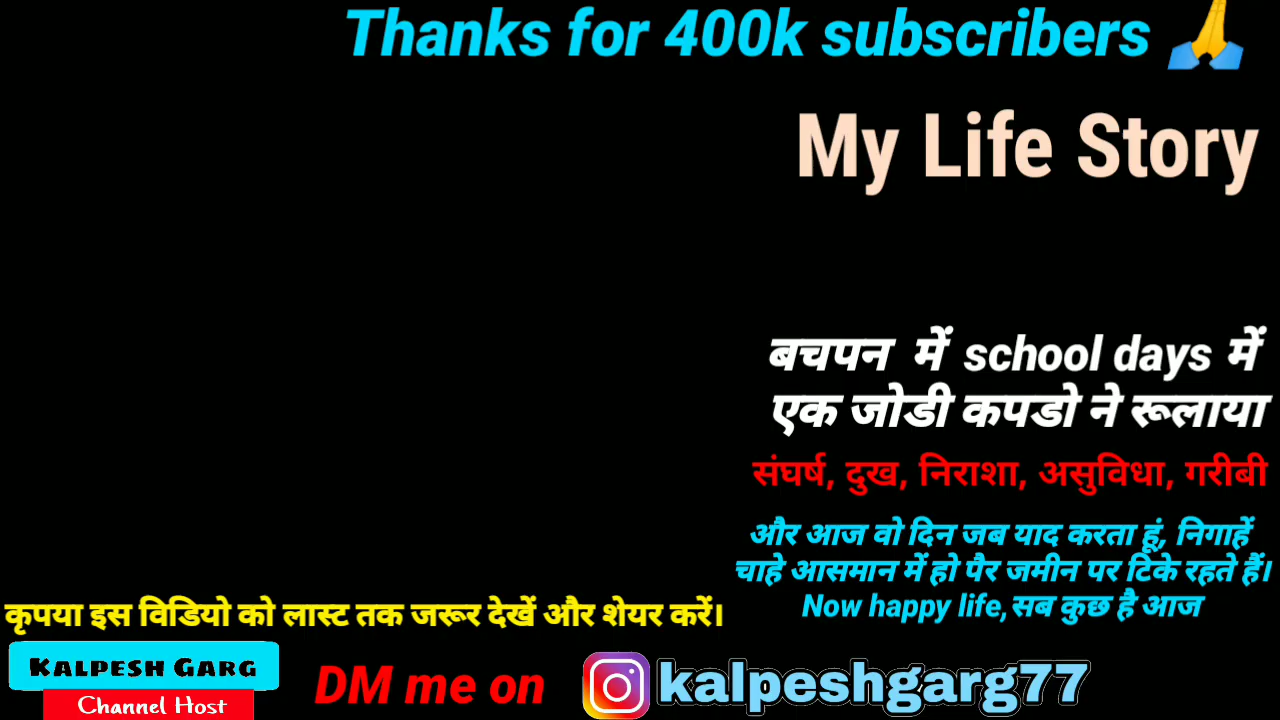 Thanks for 400k subscribers 🙏
My Life Story
बचपन में school days में
एक जोडी कपडो ने रूलाया
संघर्ष, दुख, निराशा, असुविधा, गरीबी
और आज वो दिन जब याद करता हूं, निगाहें
चाहे आसमान में हो पैर जमीन पर टिके रहते हैं।
Now happy life, सब कुछ है आज
कृपया इस विडियो को लास्ट तक जरूर देखें और शेयर करें।
KALPESH GARG
Channel Host
DM me on kalpeshgarg77